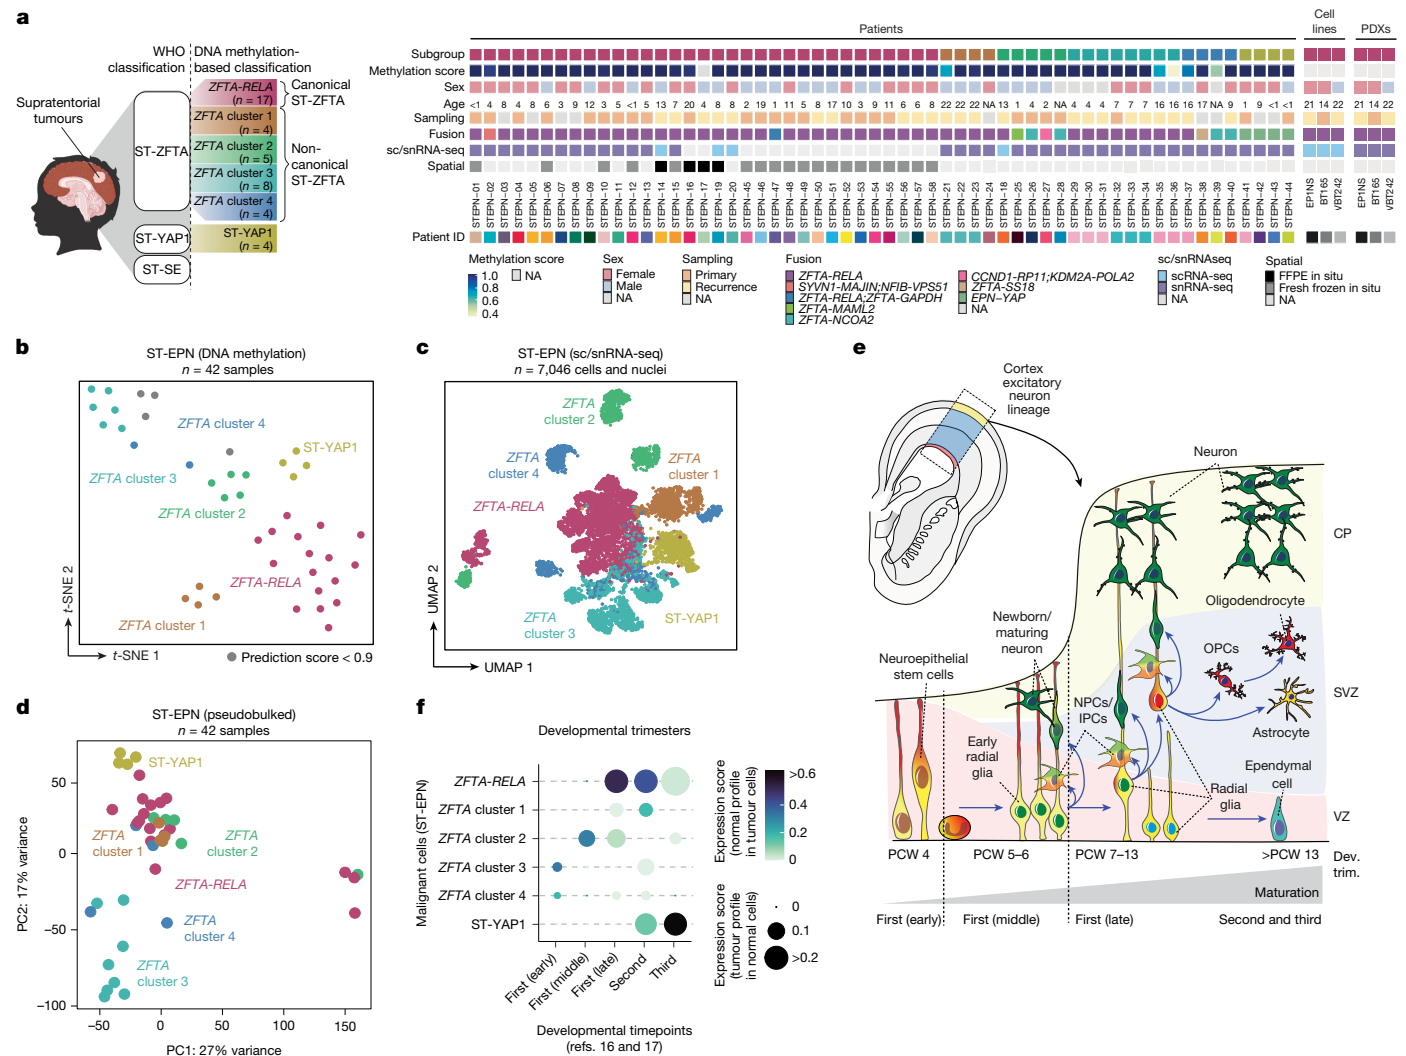 a
WHO
classification
DNA methylation-
based classification
Supratentorial
tumours
ST-ZFTA
ST-YAP1
ST-SE
ZFTA-RELA
(n = 17)
ZFTA cluster 1
(n = 4)
ZFTA cluster 2
(n = 5)
ZFTA cluster 3
(n = 8)
ZFTA cluster 4
(n = 4)
ST-YAP1
(n = 4)
Canonical
ST-ZFTA
Non-
canonical
ST-ZFTA
Patients
Cell
lines
PDXs
Subgroup
Methylation score
Sex
Age
Sampling
Fusion
sc/snRNA-seq
Spatial
Patient ID
Methylation score
1.0
0.8
0.6
0.4
NA
Sex
Female
Male
NA
Sampling
Primary
Recurrence
NA
Fusion
ZFTA-RELA
SYVN1-MAJIN;NFIB-VPS51
ZFTA-RELA;ZFTA-GAPDH
ZFTA-MAML2
ZFTA-NCOA2
CCND1-RP11;KDM2A-POLA2
ZFTA-SS18
EPN-YAP
NA
sc/snRNAseq
scRNA-seq
snRNA-seq
NA
Spatial
FFPE in situ
Fresh frozen in situ
NA
EP1NS
BT165
vBT242
EP1NS
BT165
vBT242
b
ST-EPN (DNA methylation)
n = 42 samples
ZFTA cluster 4
ST-YAP1
ZFTA cluster 3
ZFTA cluster 2
ZFTA-RELA
ZFTA cluster 1
t-SNE 2
t-SNE 1
Prediction score < 0.9
c
ST-EPN (sc/snRNA-seq)
n = 7,046 cells and nuclei
ZFTA
cluster 2
ZFTA
cluster 4
ZFTA
cluster 1
ZFTA-RELA
ZFTA
cluster 3
ST-YAP1
UMAP 2
UMAP 1
d
ST-EPN (pseudobulked)
n = 42 samples
ST-YAP1
ZFTA
cluster 1
ZFTA
cluster 2
ZFTA-RELA
ZFTA
cluster 4
ZFTA
cluster 3
50
0
−50
−100
PC2: 17% variance
−50
0
50
100
150
PC1: 27% variance
e
Cortex
excitatory
neuron
lineage
Neuron
CP
Oligodendrocyte
Newborn/
maturing
neuron
OPCs
Neuroepithelial
stem cells
NPCs/
IPCs
SVZ
Astrocyte
Early
radial
glia
Ependymal
cell
Radial
glia
VZ
PCW 4
PCW 5–6
PCW 7–13
>PCW 13
Dev.
trim.
Maturation
First (early)
First (middle)
First (late)
Second and third
f
Developmental trimesters
Malignant cells (ST-EPN)
ZFTA-RELA
ZFTA cluster 1
ZFTA cluster 2
ZFTA cluster 3
ZFTA cluster 4
ST-YAP1
First (early)
First (middle)
First (late)
Second
Third
Developmental timepoints
(refs. 16 and 17)
Expression score
(normal profile
in tumour cells)
>0.6
0.4
0.2
0
Expression score
(tumour profile
in normal cells)
0
0.1
>0.2